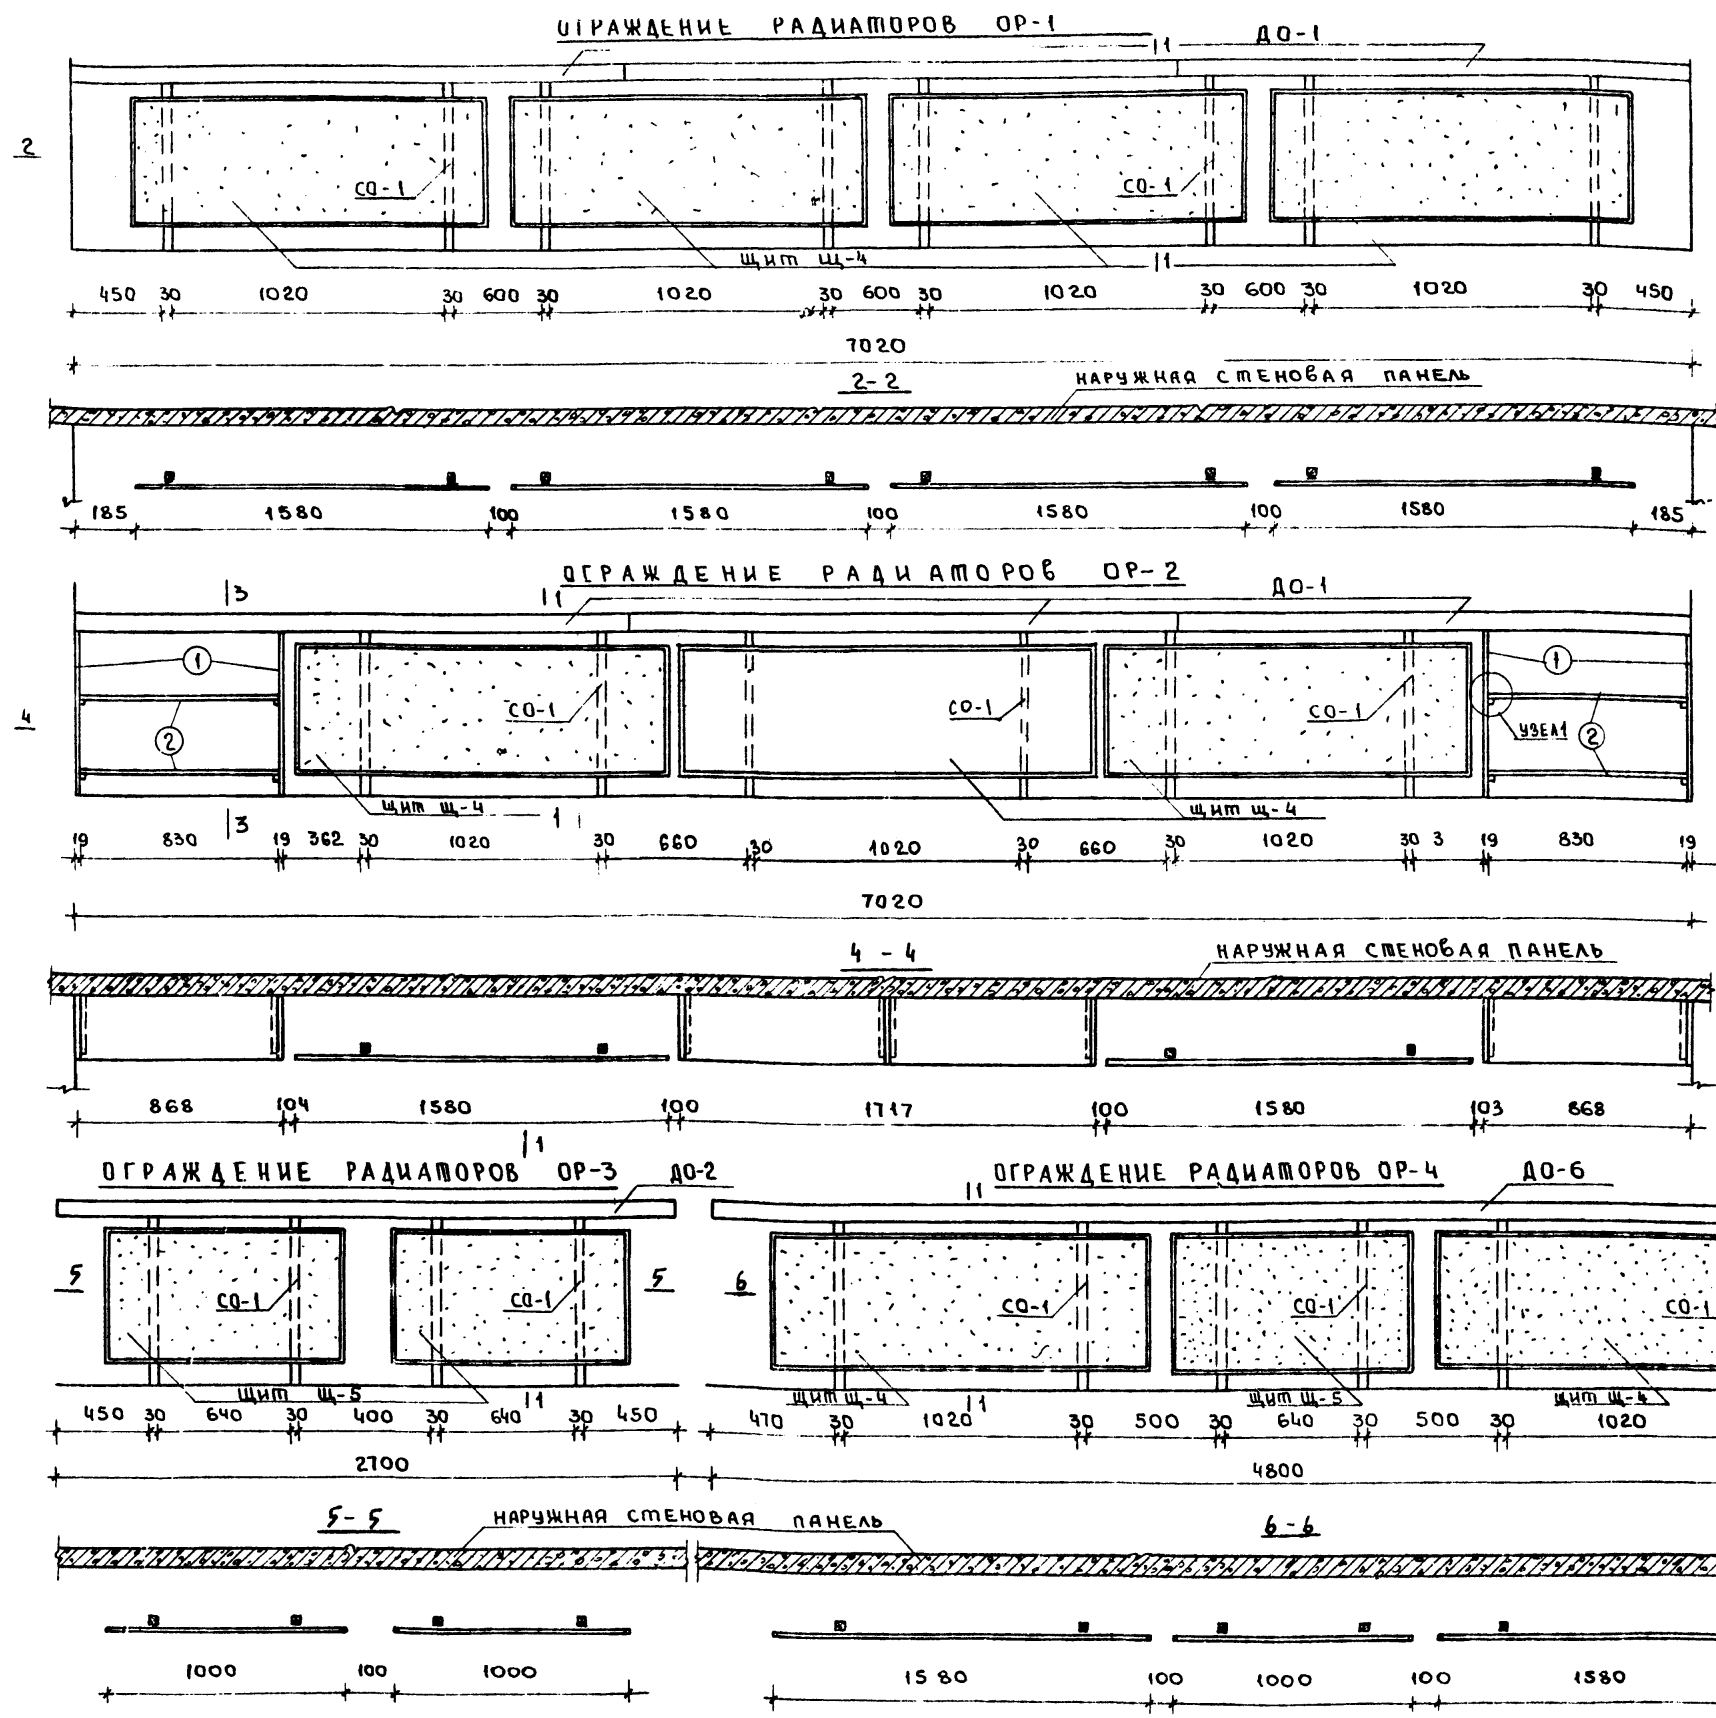 ОГРАЖДЕНИЕ РАДИАТОРОВ ОР-1
1 ДО-1
2
СО-1 СО-1
ЩИТ Щ-4 1
450 30 1020 30 600 30 1020 30 600 30 1020 30 600 30 1020 30 450
7020
2-2 НАРУЖНАЯ СТЕНОВАЯ ПАНЕЛЬ
185 1580 100 1580 100 1580 100 1580 185
ОГРАЖДЕНИЕ РАДИАТОРОВ ОР-2
3 1 ДО-1
1 1
СО-1 СО-1 СО-1
4 2 УЗЕЛ1 2
ЩИТ Щ-4 1 ЩИТ Щ-4
3
19 830 19 362 30 1020 30 660 30 1020 30 660 30 1020 30 3 19 830 19
7020
4-4 НАРУЖНАЯ СТЕНОВАЯ ПАНЕЛЬ
868 104 1580 100 1717 100 1580 103 868
1
ОГРАЖДЕНИЕ РАДИАТОРОВ ОР-3 ДО-2
ОГРАЖДЕНИЕ РАДИАТОРОВ ОР-4 ДО-6
1
5 5 6
СО-1 СО-1 СО-1 СО-1 СО-1
ЩИТ Щ-5 1 ЩИТ Щ-4 1 ЩИТ Щ-5 ЩИТ Щ-4
450 30 640 30 400 30 640 30 450
470 30 1020 30 500 30 640 30 500 30 1020
2700 4800
5-5 НАРУЖНАЯ СТЕНОВАЯ ПАНЕЛЬ 6-6
1000 100 1000 1580 100 1000 100 1580